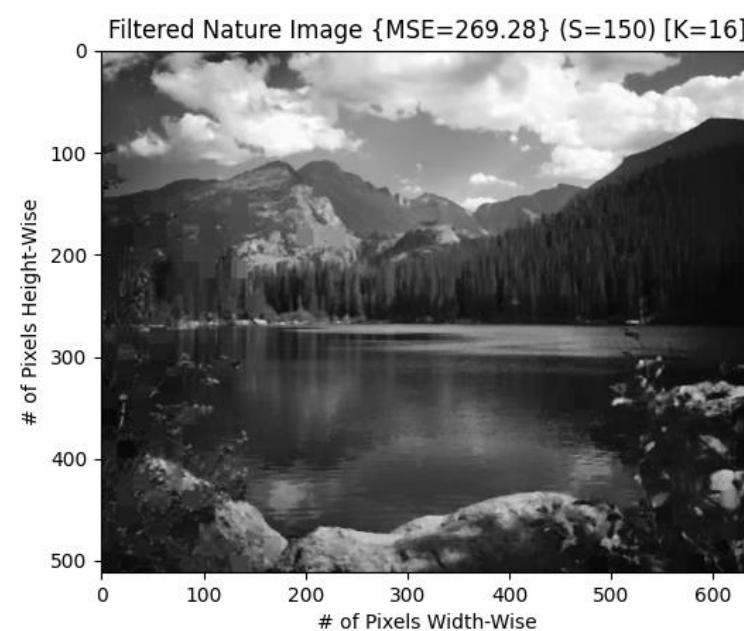 Filtered Nature Image {MSE=269.28} (S=150) [K=16]
0
100
200
300
400
500
# of Pixels Height-Wise
0 100 200 300 400 500 600
# of Pixels Width-Wise